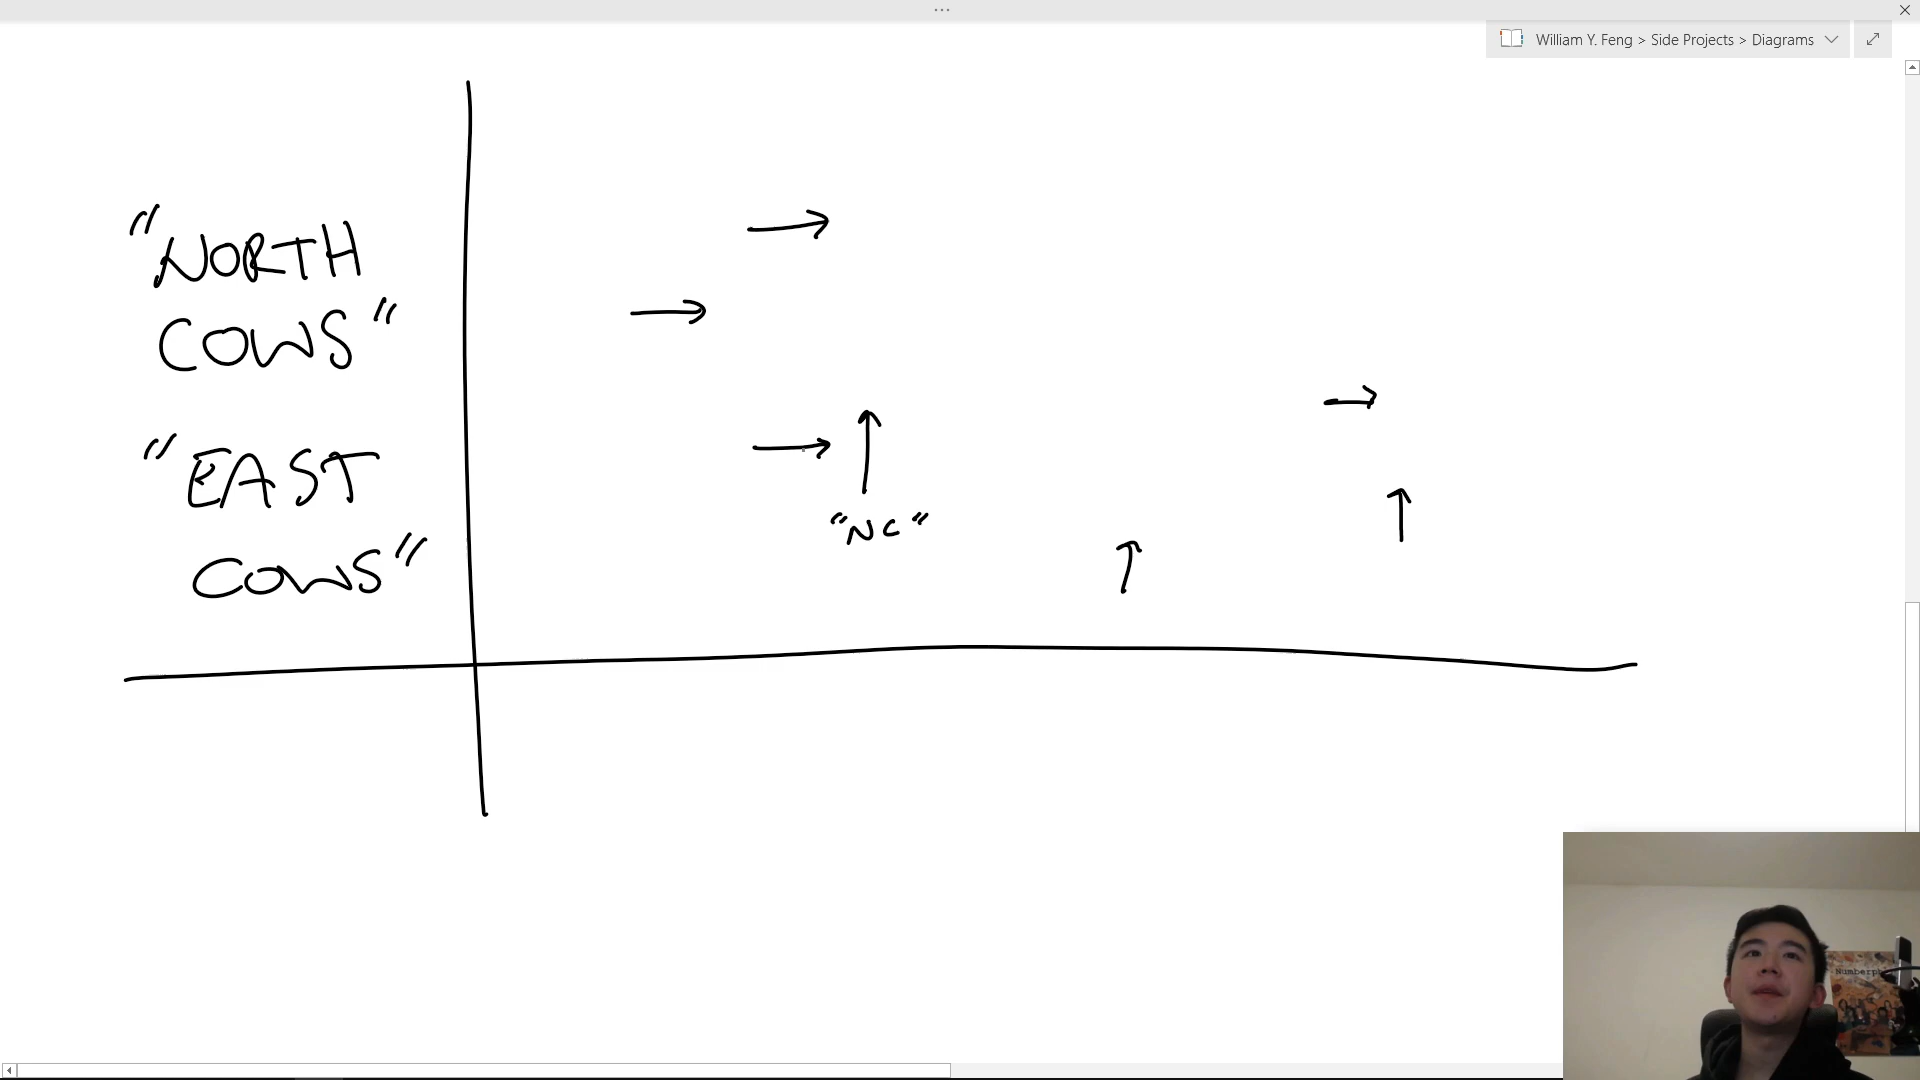 William Y. Feng > Side Projects > Diagrams
"NORTH
COWS"
"EAST
COWS"
"NC"